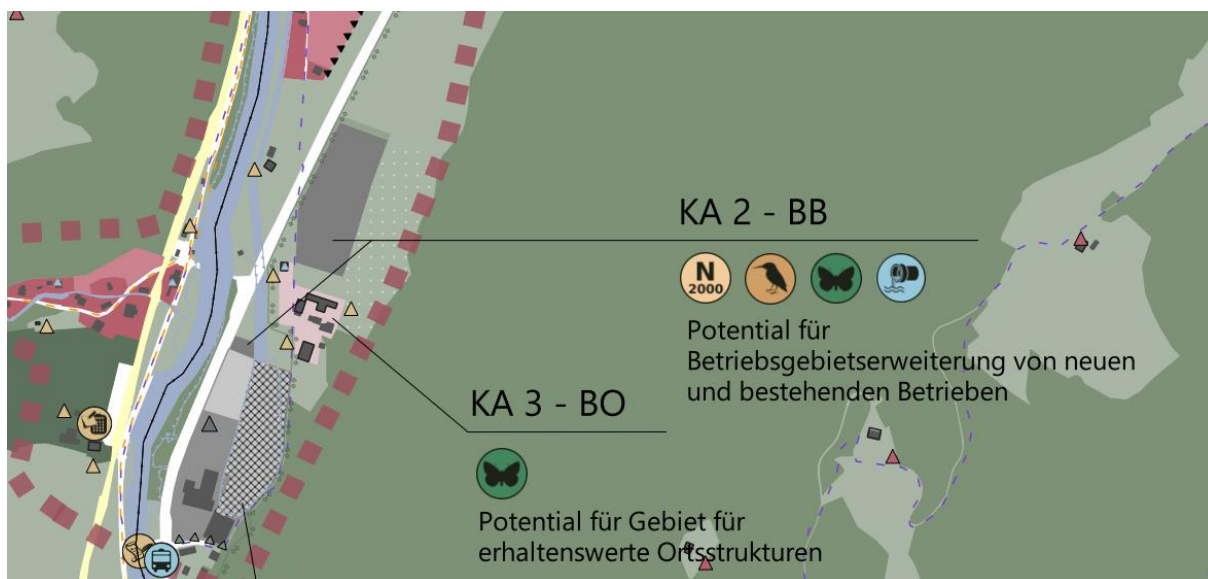 KA 2 - BB
N
2000
Potential für
Betriebsgebietserweiterung von neuen
und bestehenden Betrieben
KA 3 - BO
Potential für Gebiet für
erhaltenswerte Ortsstrukturen